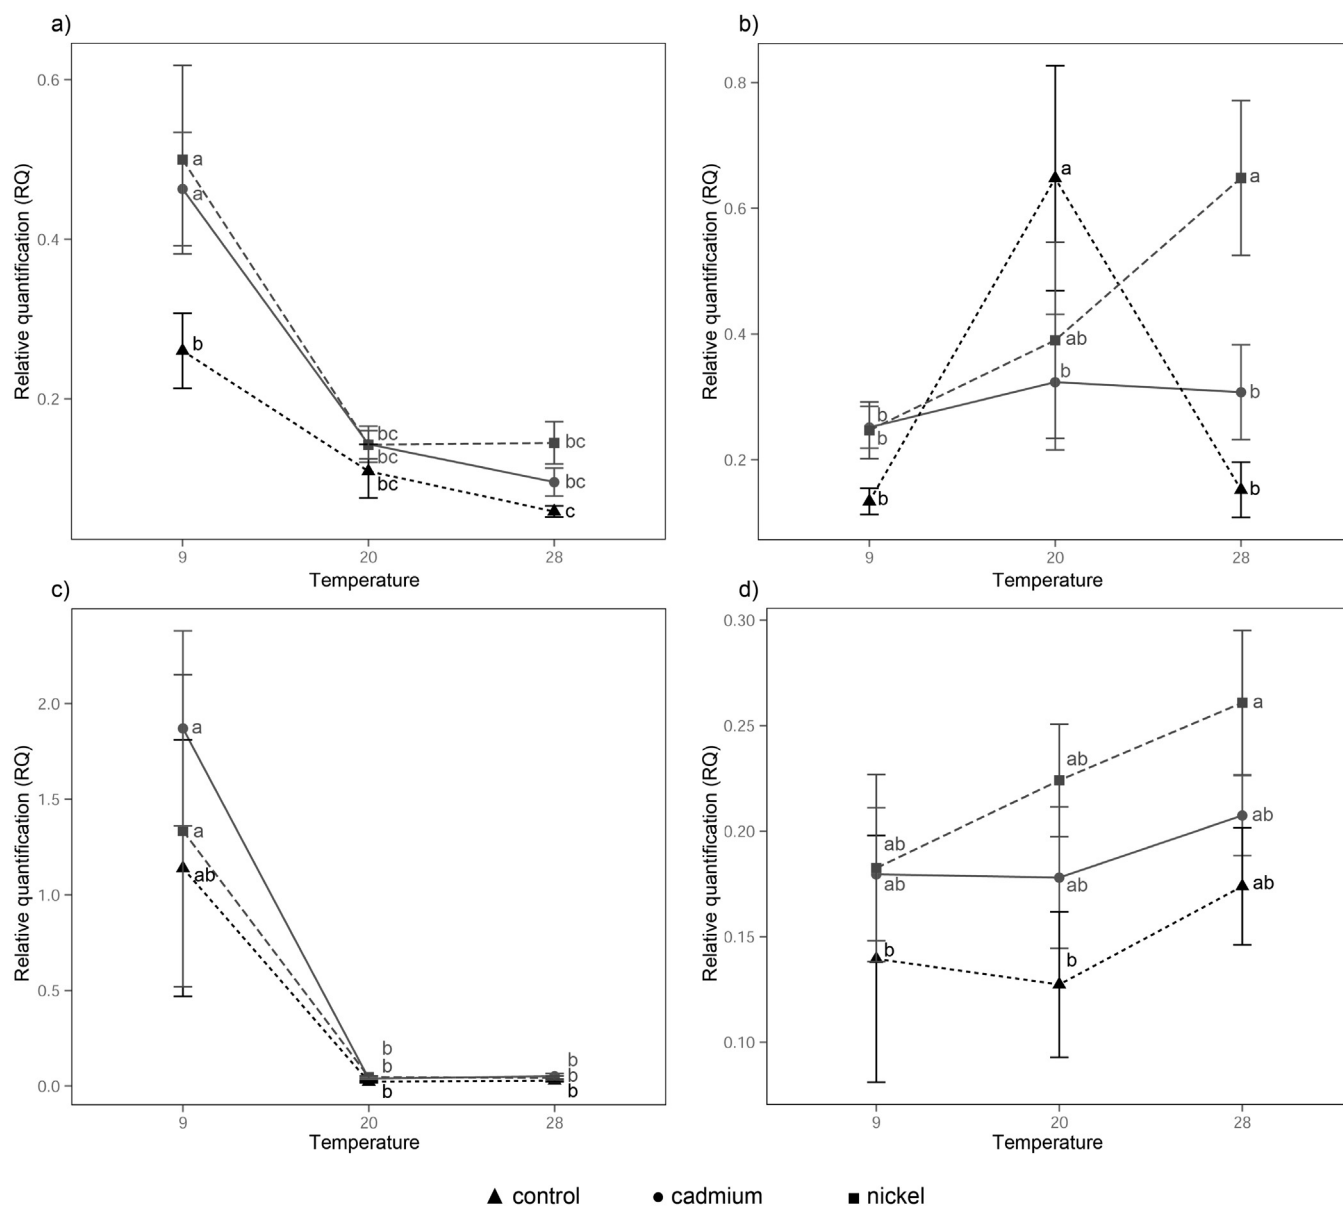 a)
Relative quantification (RQ)
0.6
0.4
0.2
a
a
b
bc
bc
bc
bc
bc
c
9
20
28
Temperature
b)
Relative quantification (RQ)
0.8
0.6
0.4
0.2
b
b
b
a
ab
b
a
b
b
9
20
28
Temperature
c)
Relative quantification (RQ)
2.0
1.5
1.0
0.5
0.0
a
a
ab
b
b
b
b
b
b
9
20
28
Temperature
d)
Relative quantification (RQ)
0.30
0.25
0.20
0.15
0.10
ab
ab
b
ab
ab
b
a
ab
ab
9
20
28
Temperature
control
cadmium
nickel